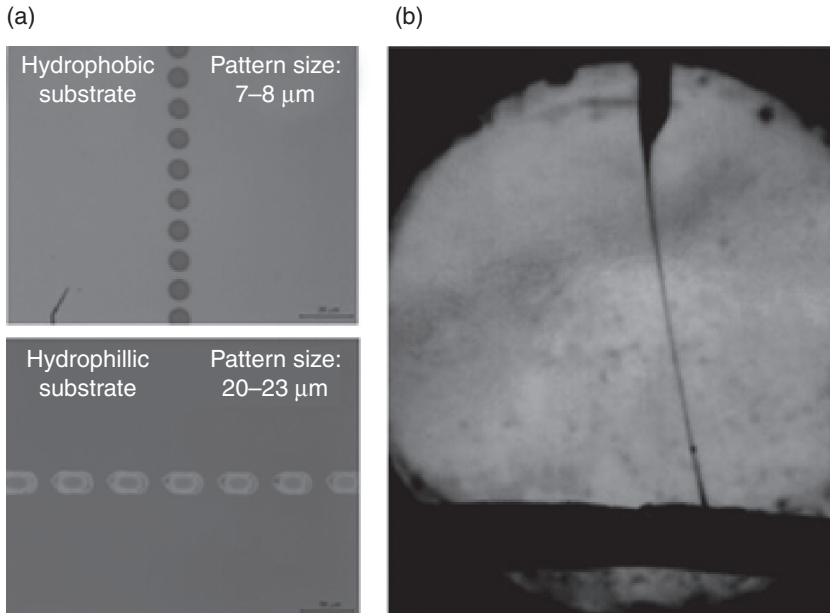 (a)
(b)
Hydrophobic
substrate
Pattern size:
7–8 μm
Hydrophillic
substrate
Pattern size:
20–23 μm